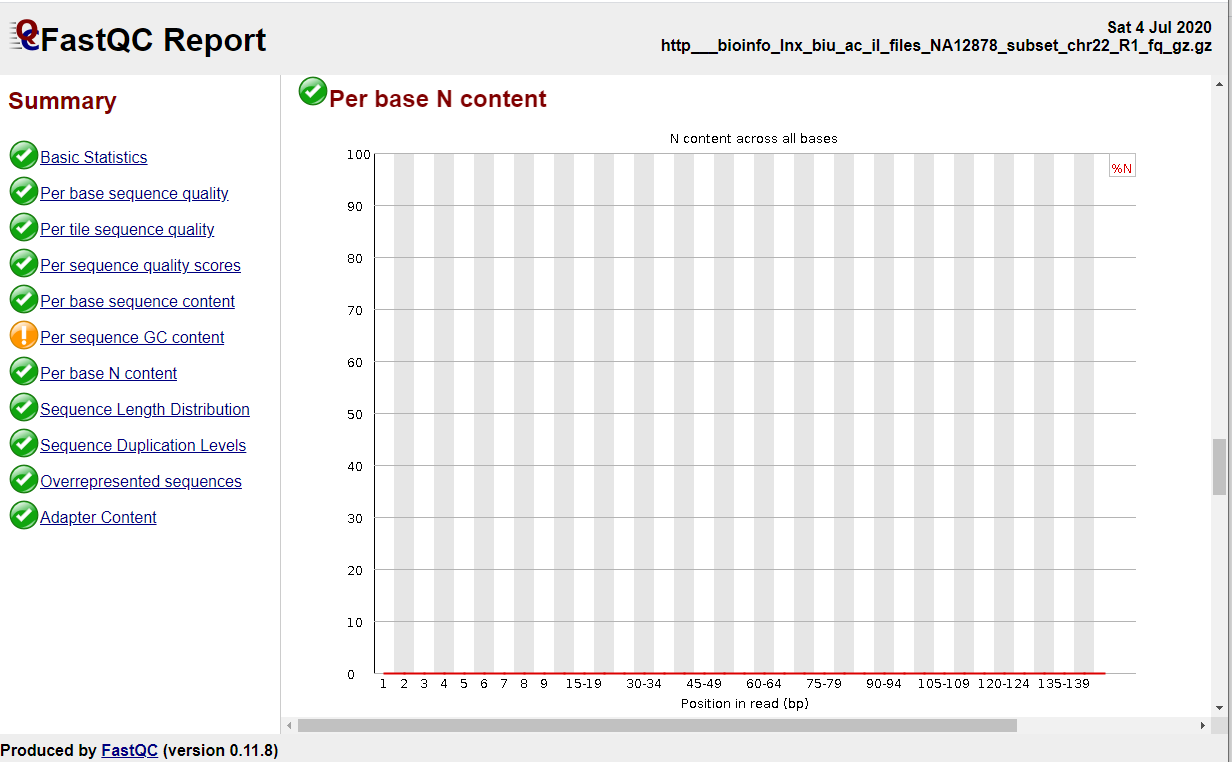 FastQC Report
Sat 4 Jul 2020
http___bioinfo_lnx_biu_ac_il_files_NA12878_subset_chr22_R1_fq_gz.gz
Summary
Basic Statistics
Per base sequence quality
Per tile sequence quality
Per sequence quality scores
Per base sequence content
Per sequence GC content
Per base N content
Sequence Length Distribution
Sequence Duplication Levels
Overrepresented sequences
Adapter Content
Per base N content
N content across all bases
%N
100
90
80
70
60
50
40
30
20
10
0
1 2 3 4 5 6 7 8 9 15-19 30-34 45-49 60-64 75-79 90-94 105-109 120-124 135-139
Position in read (bp)
Produced by FastQC (version 0.11.8)